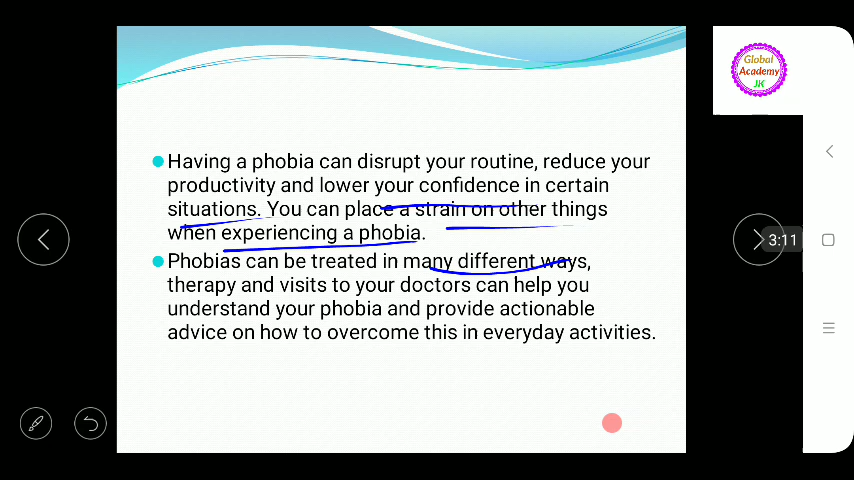 Global
Academy
JK
Having a phobia can disrupt your routine, reduce your
productivity and lower your confidence in certain
situations. You can place a strain on other things
when experiencing a phobia.
Phobias can be treated in many different ways,
therapy and visits to your doctors can help you
understand your phobia and provide actionable
advice on how to overcome this in everyday activities.
3:11